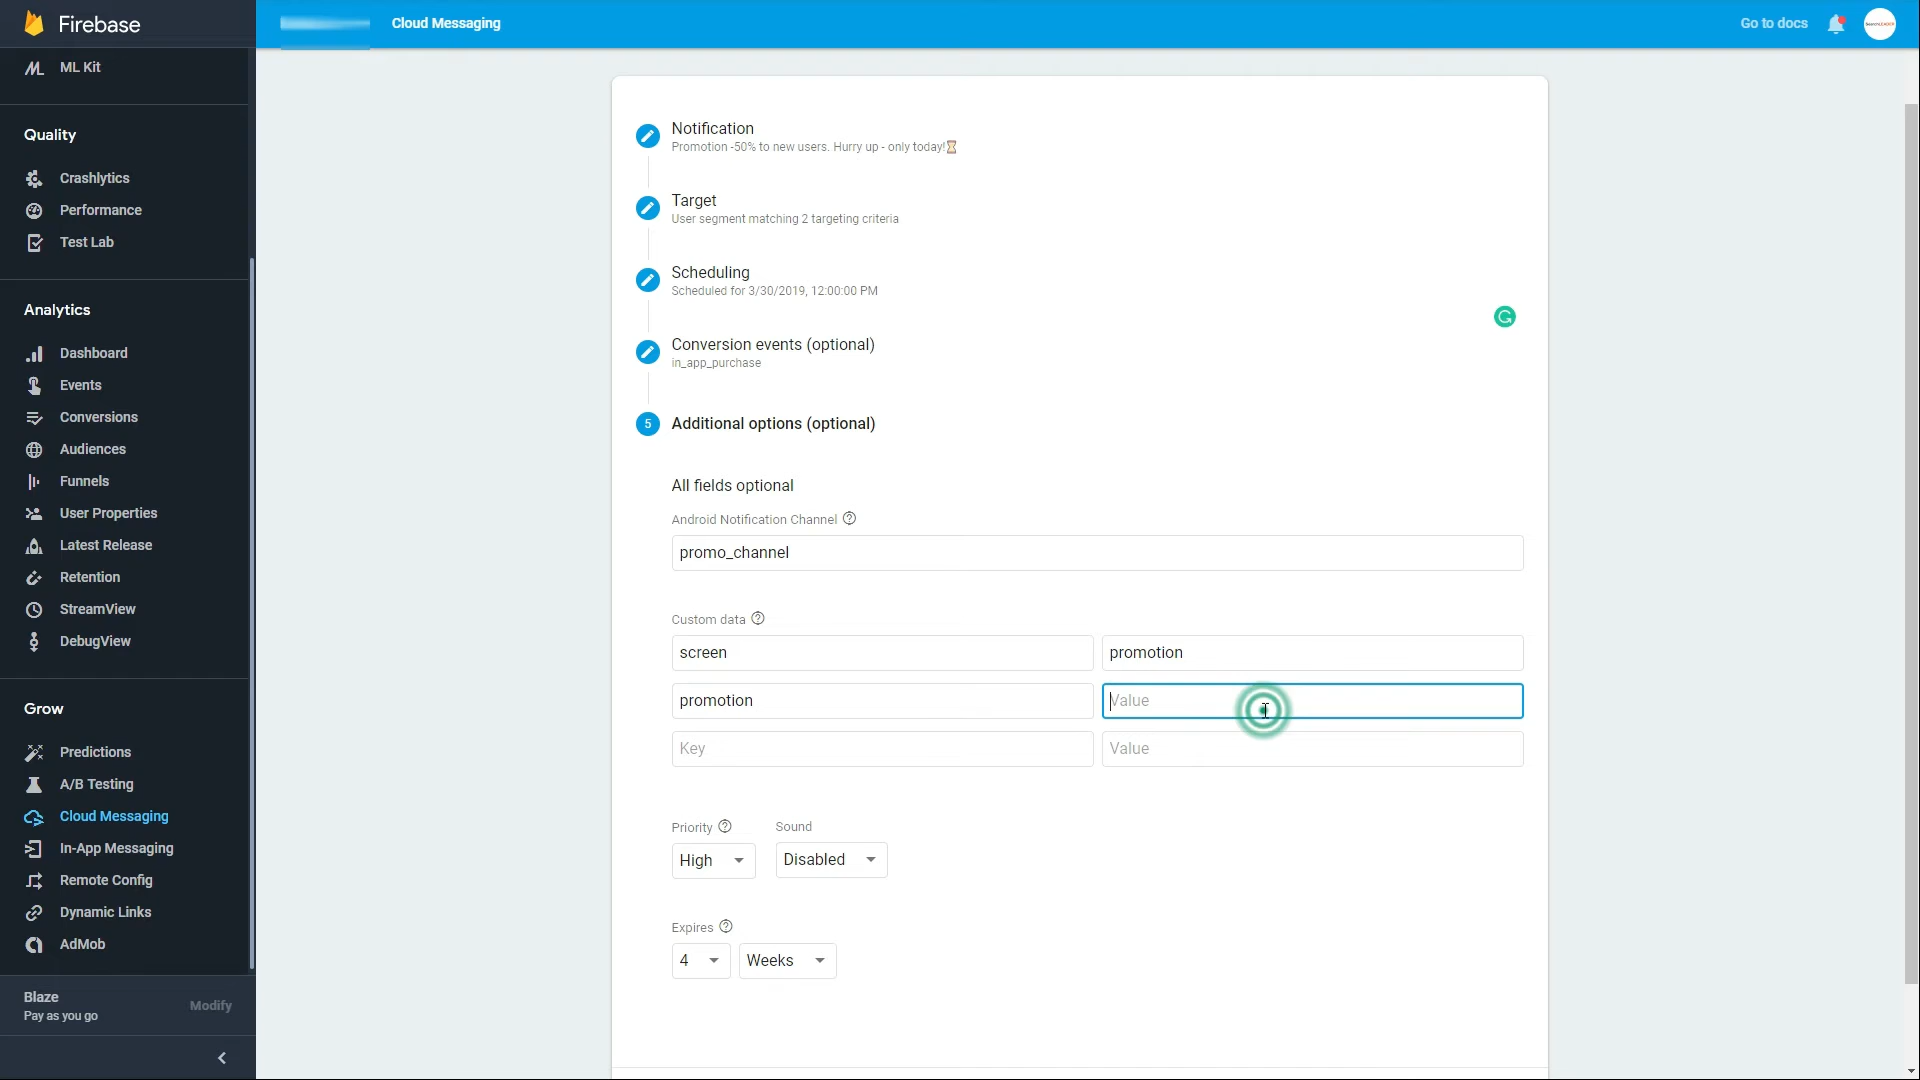 Firebase
Cloud Messaging
Go to docs
ML Kit
Quality
Crashlytics
Performance
Test Lab
Analytics
Dashboard
Events
Conversions
Audiences
Funnels
User Properties
Latest Release
Retention
StreamView
DebugView
Grow
Predictions
A/B Testing
Cloud Messaging
In-App Messaging
Remote Config
Dynamic Links
AdMob
Blaze
Pay as you go
Modify
Notification
Promotion -50% to new users. Hurry up - only today!⌛
Target
User segment matching 2 targeting criteria
Scheduling
Scheduled for 3/30/2019, 12:00:00 PM
Conversion events (optional)
in_app_purchase
5 Additional options (optional)
All fields optional
Android Notification Channel
promo_channel
Custom data
screen promotion
promotion Value
Key Value
Priority Sound
High Disabled
Expires
4 Weeks